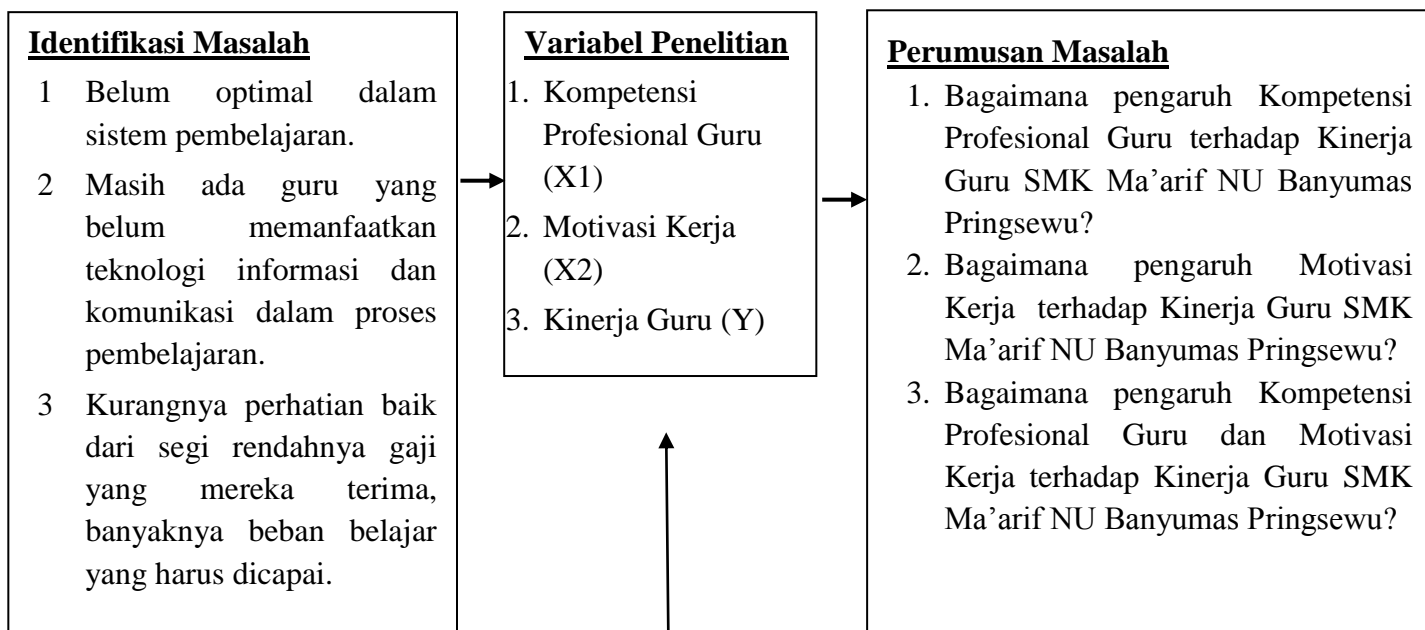 Identifikasi Masalah
1 Belum optimal dalam
sistem pembelajaran.
2 Masih ada guru yang
belum memanfaatkan
teknologi informasi dan
komunikasi dalam proses
pembelajaran.
3 Kurangnya perhatian baik
dari segi rendahnya gaji
yang mereka terima,
banyaknya beban belajar
yang harus dicapai.
Variabel Penelitian
1. Kompetensi
Profesional Guru
(X1)
2. Motivasi Kerja
(X2)
3. Kinerja Guru (Y)
Perumusan Masalah
1. Bagaimana pengaruh Kompetensi
Profesional Guru terhadap Kinerja
Guru SMK Ma’arif NU Banyumas
Pringsewu?
2. Bagaimana pengaruh Motivasi
Kerja terhadap Kinerja Guru SMK
Ma’arif NU Banyumas Pringsewu?
3. Bagaimana pengaruh Kompetensi
Profesional Guru dan Motivasi
Kerja terhadap Kinerja Guru SMK
Ma’arif NU Banyumas Pringsewu?